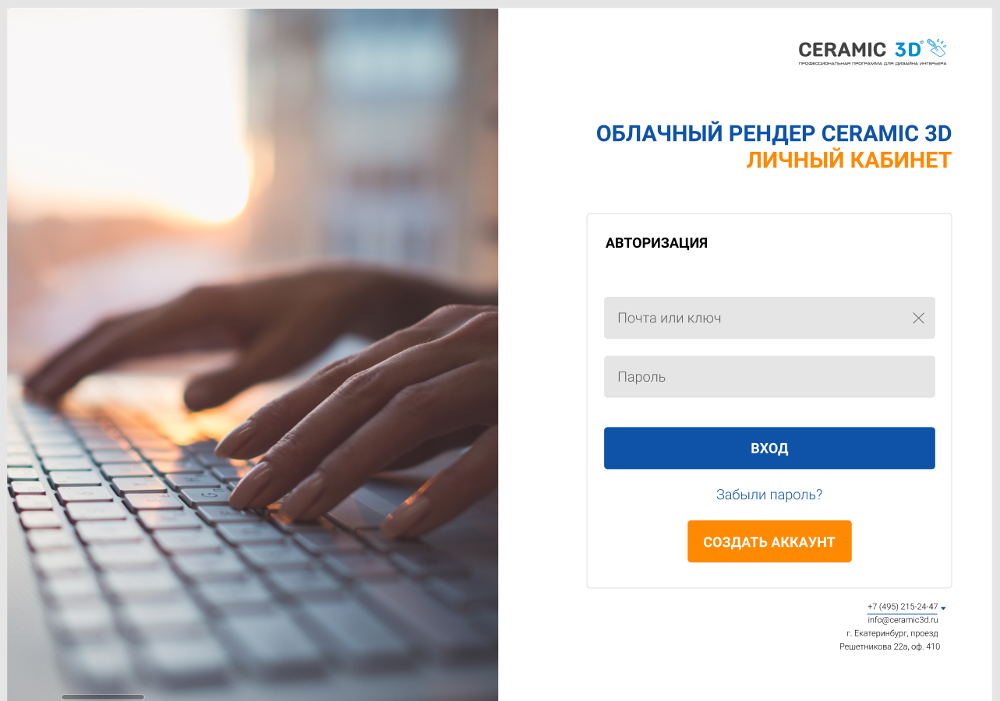 CERAMIC 3D
ПРОФЕССИОНАЛЬНАЯ ПРОГРАММА ДЛЯ ДИЗАЙНА ИНТЕРЬЕРА
ОБЛАЧНЫЙ РЕНДЕР CERAMIC 3D
ЛИЧНЫЙ КАБИНЕТ
АВТОРИЗАЦИЯ
Почта или ключ
Пароль
ВХОД
Забыли пароль?
СОЗДАТЬ АККАУНТ
+7 (495) 215-24-47
info@ceramic3d.ru
г. Екатеринбург, проезд
Решетникова 22а, оф. 410